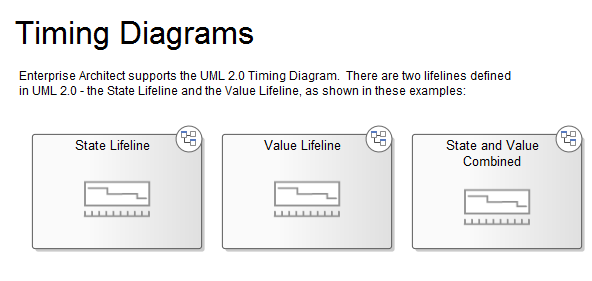 Timing Diagrams
Enterprise Architect supports the UML 2.0 Timing Diagram.  There are two lifelines defined
in UML 2.0 - the State Lifeline and the Value Lifeline, as shown in these examples:
State Lifeline
Value Lifeline
State and Value
Combined